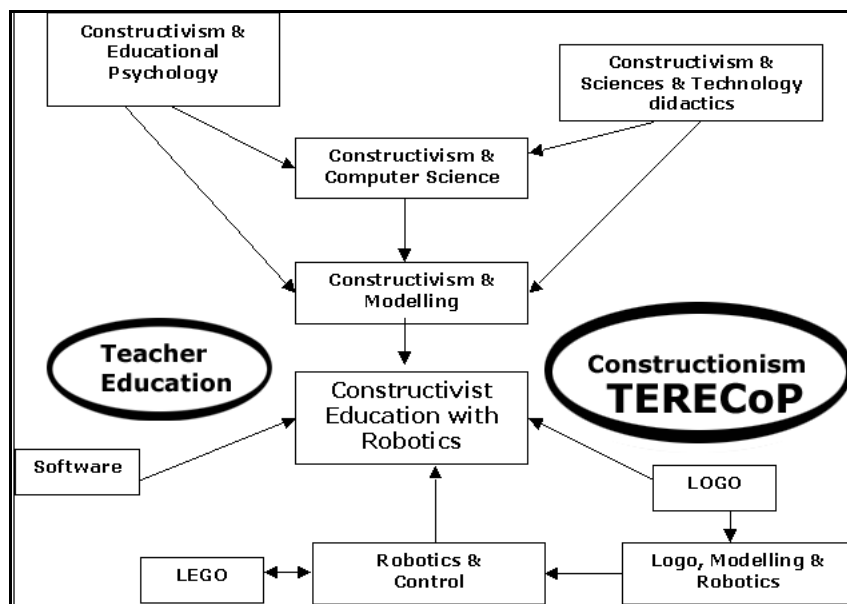 Constructivism &
Educational
Psychology
Constructivism &
Sciences & Technology
didactics
Constructivism &
Computer Science
Constructivism &
Modelling
Teacher
Education
Constructionism
TERECoP
Constructivist
Education with
Robotics
Software
LOGO
LEGO
Robotics &
Control
Logo, Modelling &
Robotics